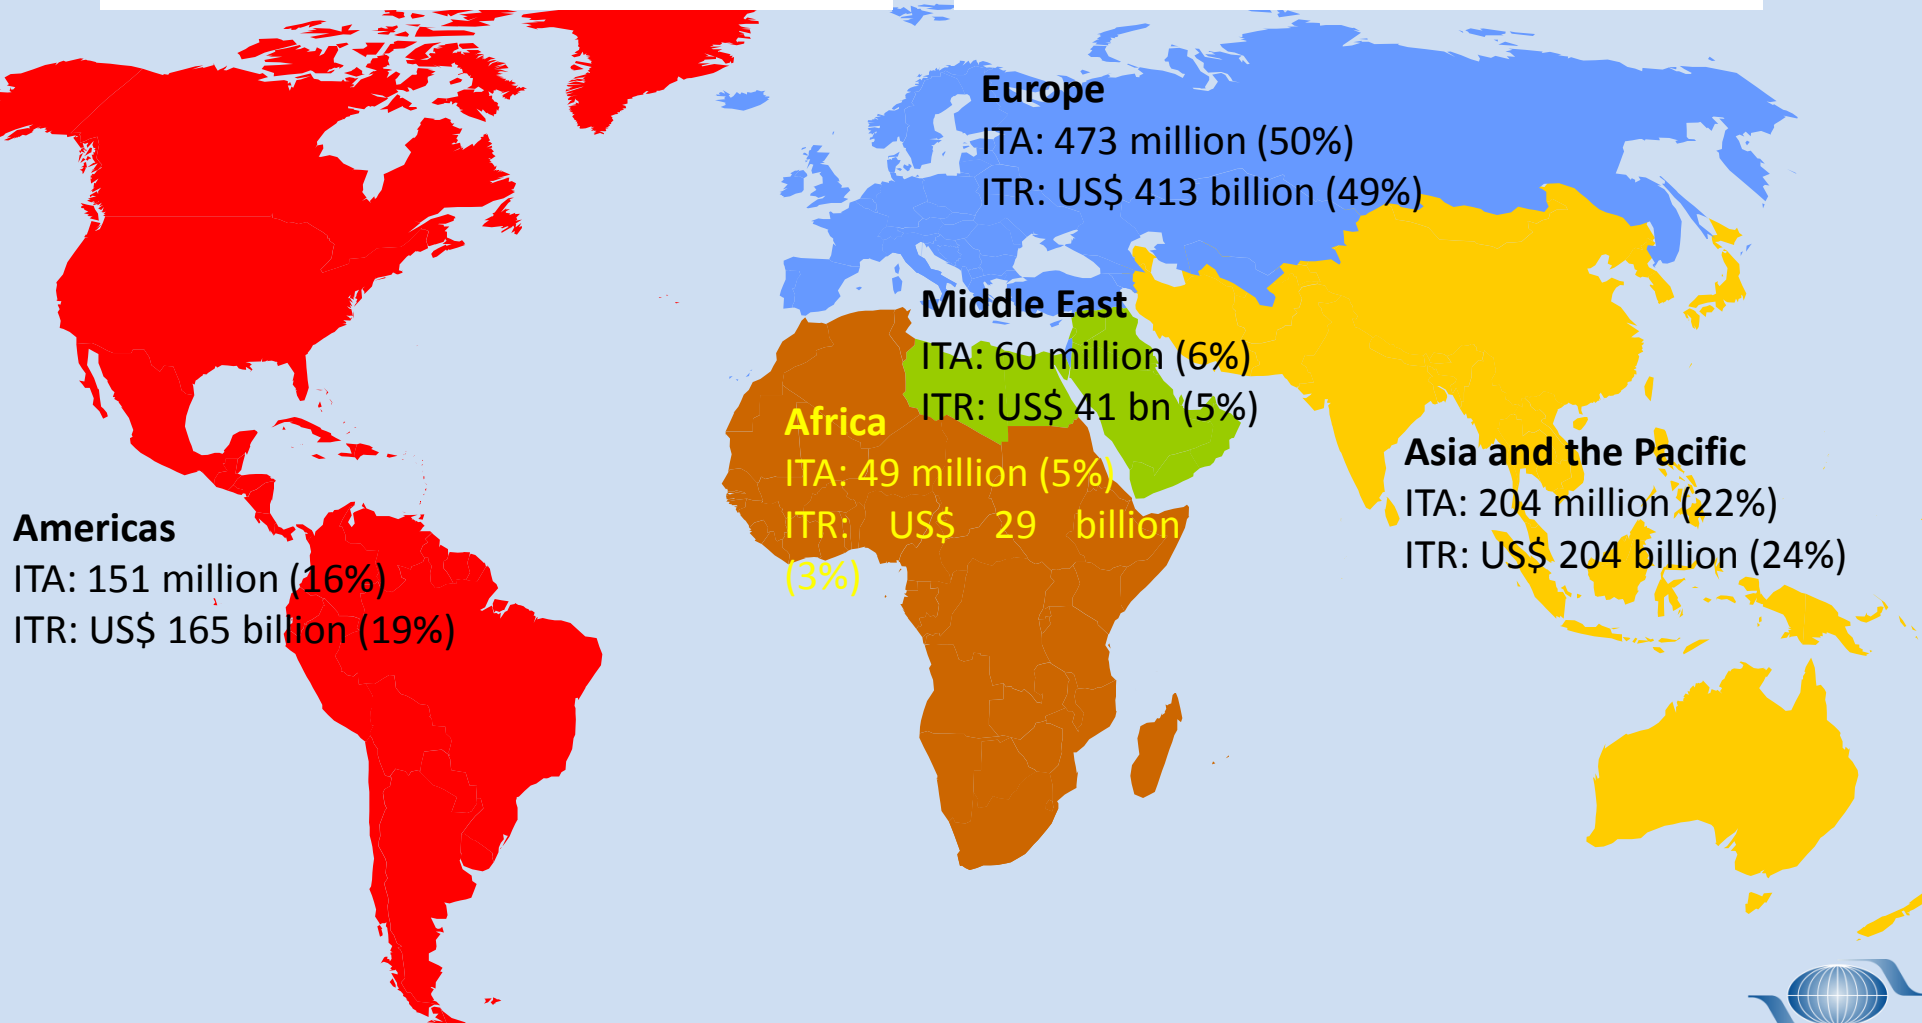 Europe
ITA: 473 million (50%)
ITR: US$ 413 billion (49%)
Middle East
ITA: 60 million (6%)
ITR: US$ 41 bn (5%)
Africa
ITA: 49 million (5%)
ITR: US$ 29 billion
(3%)
Asia and the Pacific
ITA: 204 million (22%)
ITR: US$ 204 billion (24%)
Americas
ITA: 151 million (16%)
ITR: US$ 165 billion (19%)